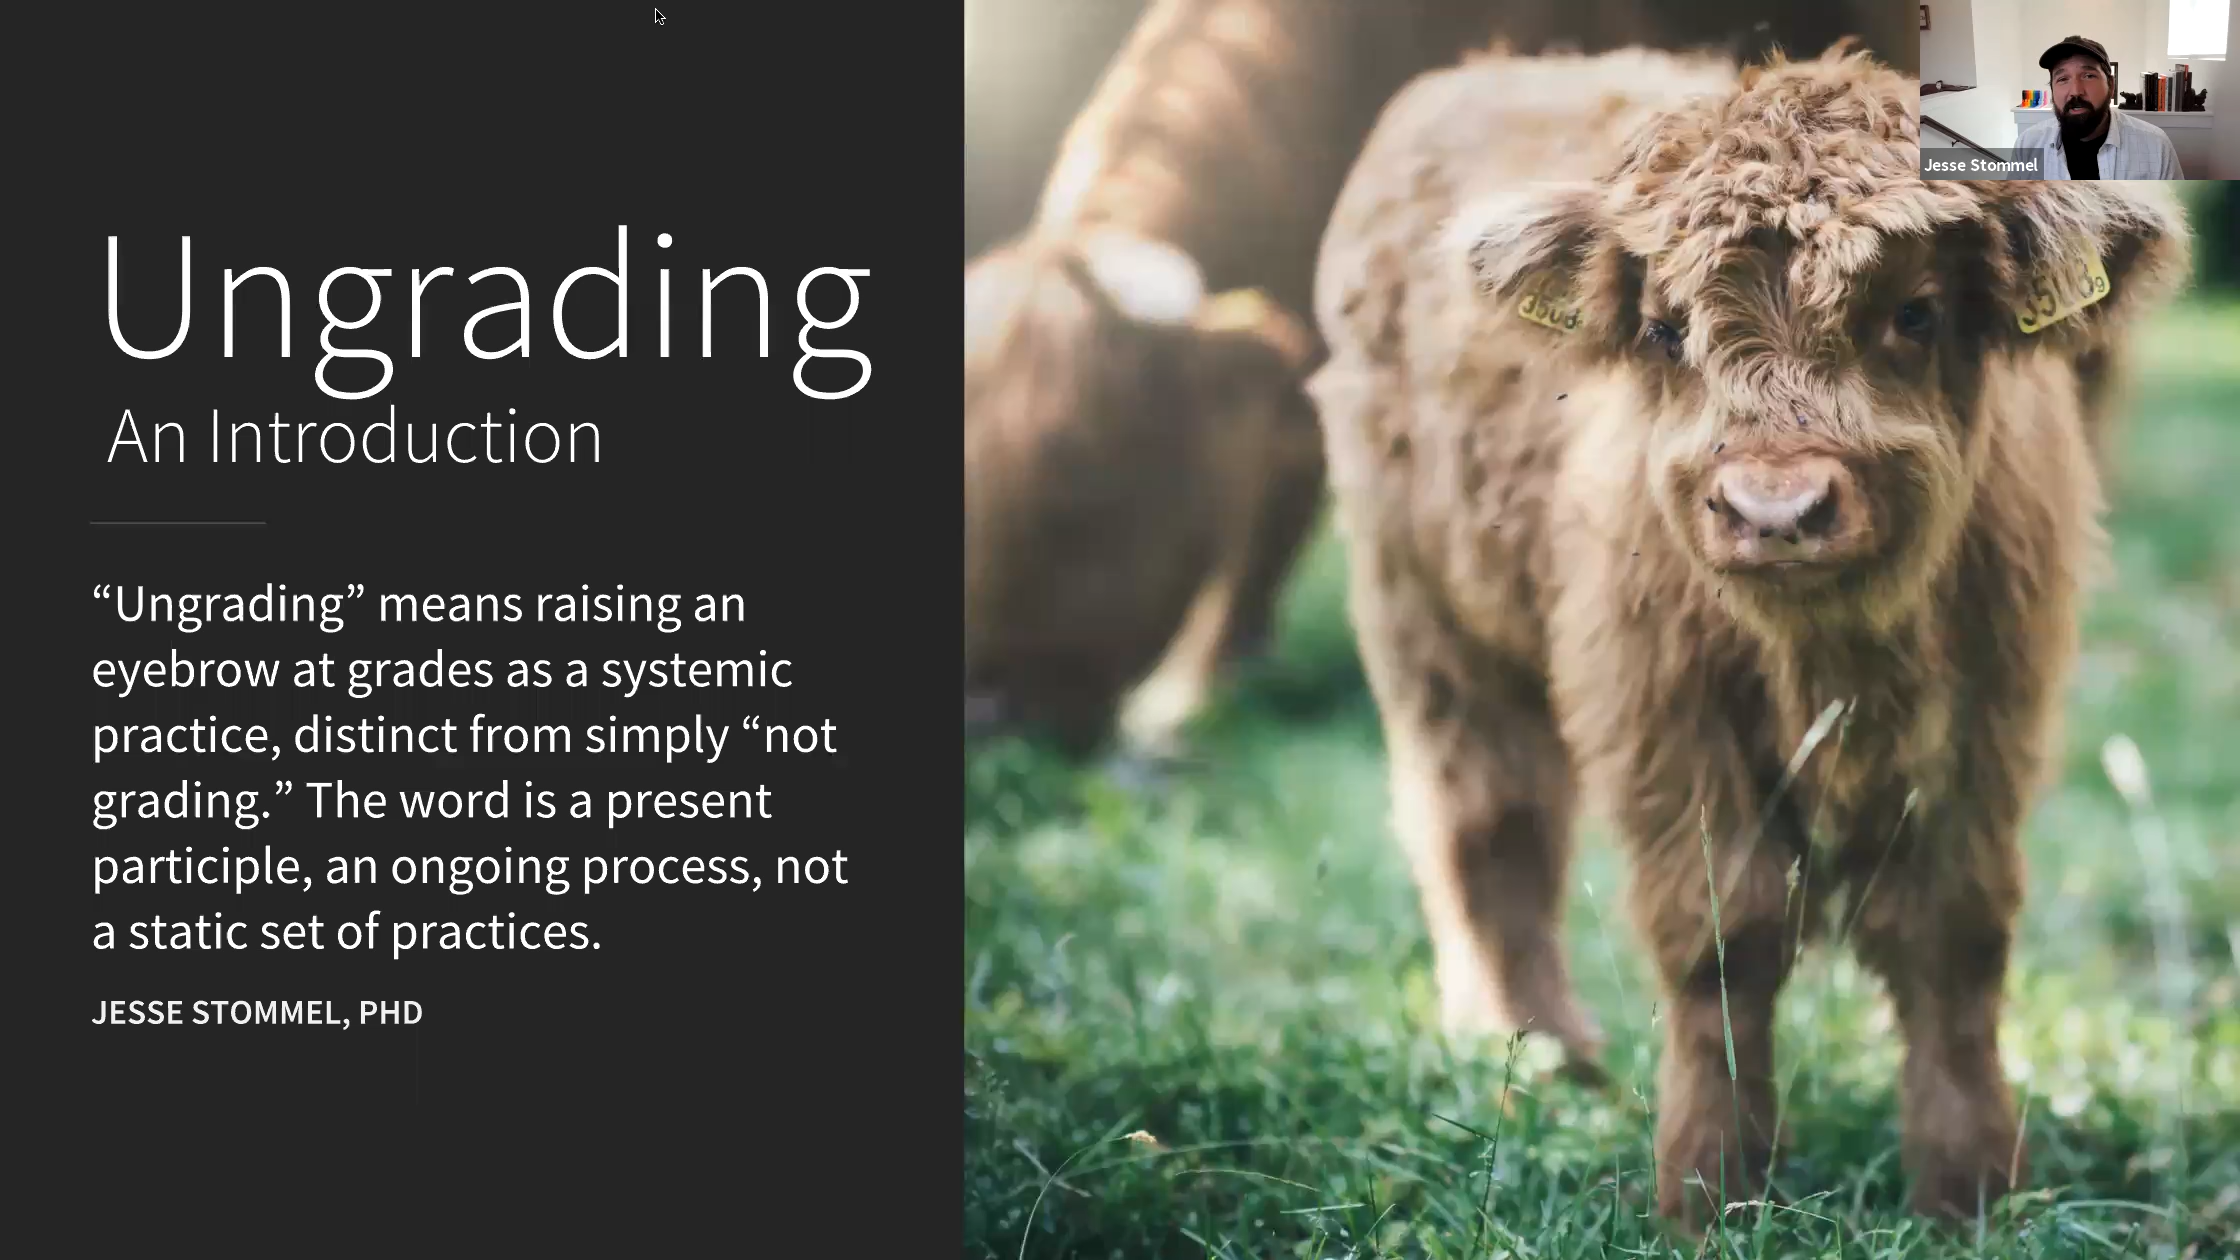 Ungrading
An Introduction
“Ungrading” means raising an
eyebrow at grades as a systemic
practice, distinct from simply “not
grading.” The word is a present
participle, an ongoing process, not
a static set of practices.
JESSE STOMMEL, PHD
Jesse Stommel